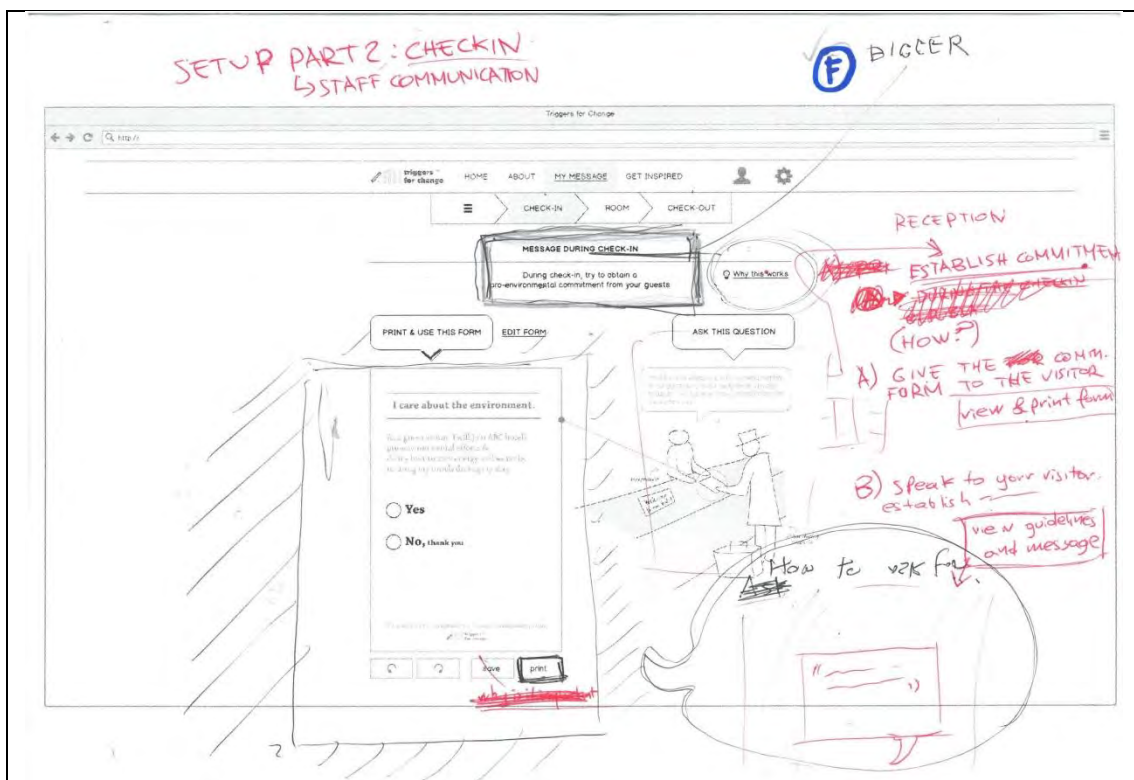 SETUP PART 2: CHECKIN
↳ STAFF COMMUNICATION
F BIGGER
Triggers for Change
http://
triggers
for change
HOME ABOUT MY MESSAGE GET INSPIRED
CHECK-IN ROOM CHECK-OUT
MESSAGE DURING CHECK-IN
During check-in, try to obtain a
pro-environmental commitment from your guests
Why this works
PRINT & USE THIS FORM EDIT FORM
ASK THIS QUESTION
I care about the environment.
Yes
No, thank you
save print
RECEPTION
ESTABLISH COMMITMEN
DURING THE CHECKIN
(HOW?)
A) GIVE THE COMM.
FORM TO THE VISITOR
view & print form
B) speak to your visitor.
establish
view guidelines
and message
How to ask for